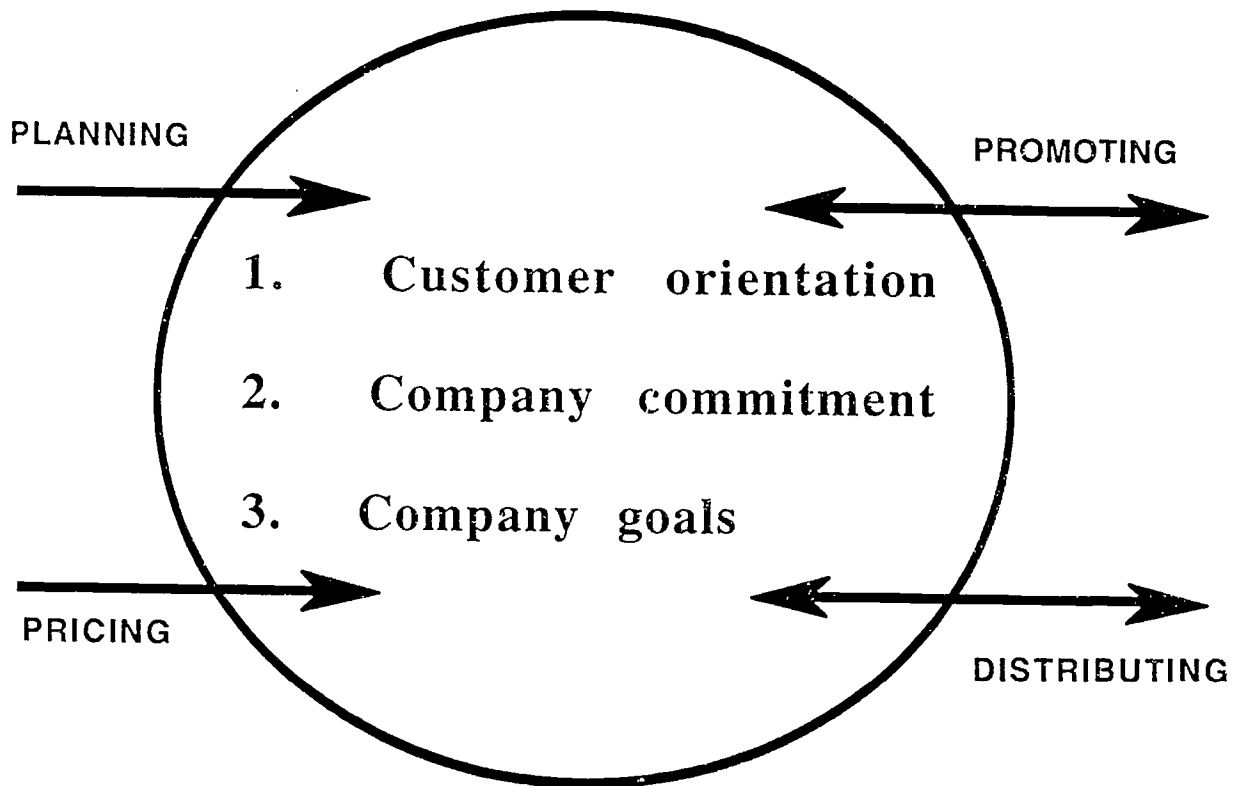 PLANNING
PROMOTING
1. Customer orientation
2. Company commitment
3. Company goals
PRICING
DISTRIBUTING